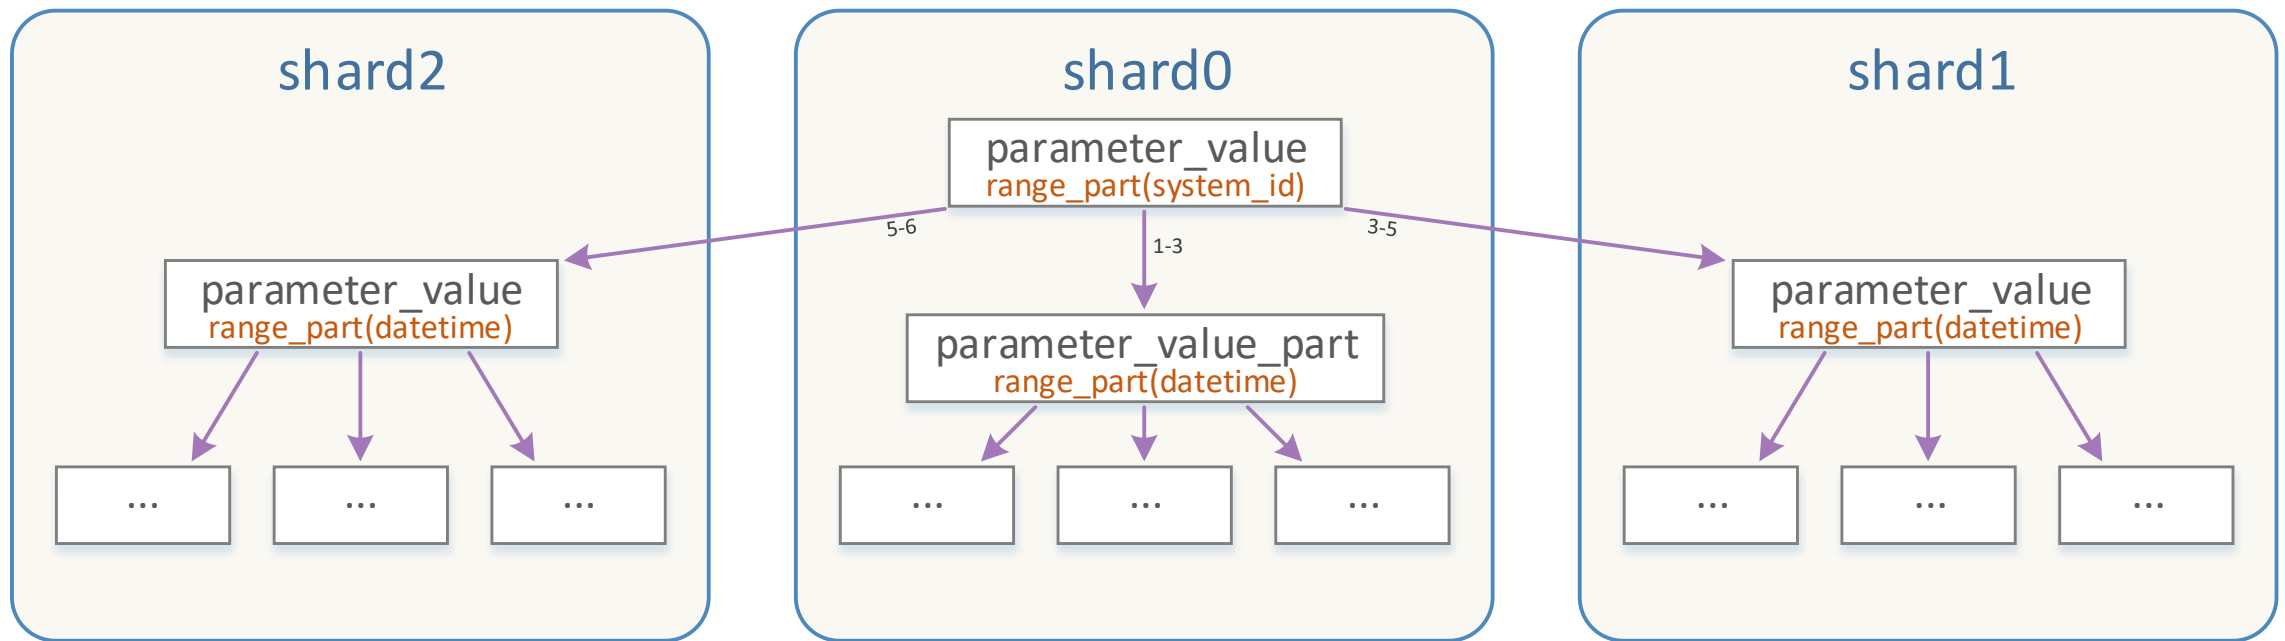 shard2
shard0
shard1
parameter_value
range_part(system_id)
5-6
1-3
3-5
parameter_value
range_part(datetime)
parameter_value_part
range_part(datetime)
parameter_value
range_part(datetime)
...
...
...
...
...
...
...
...
...